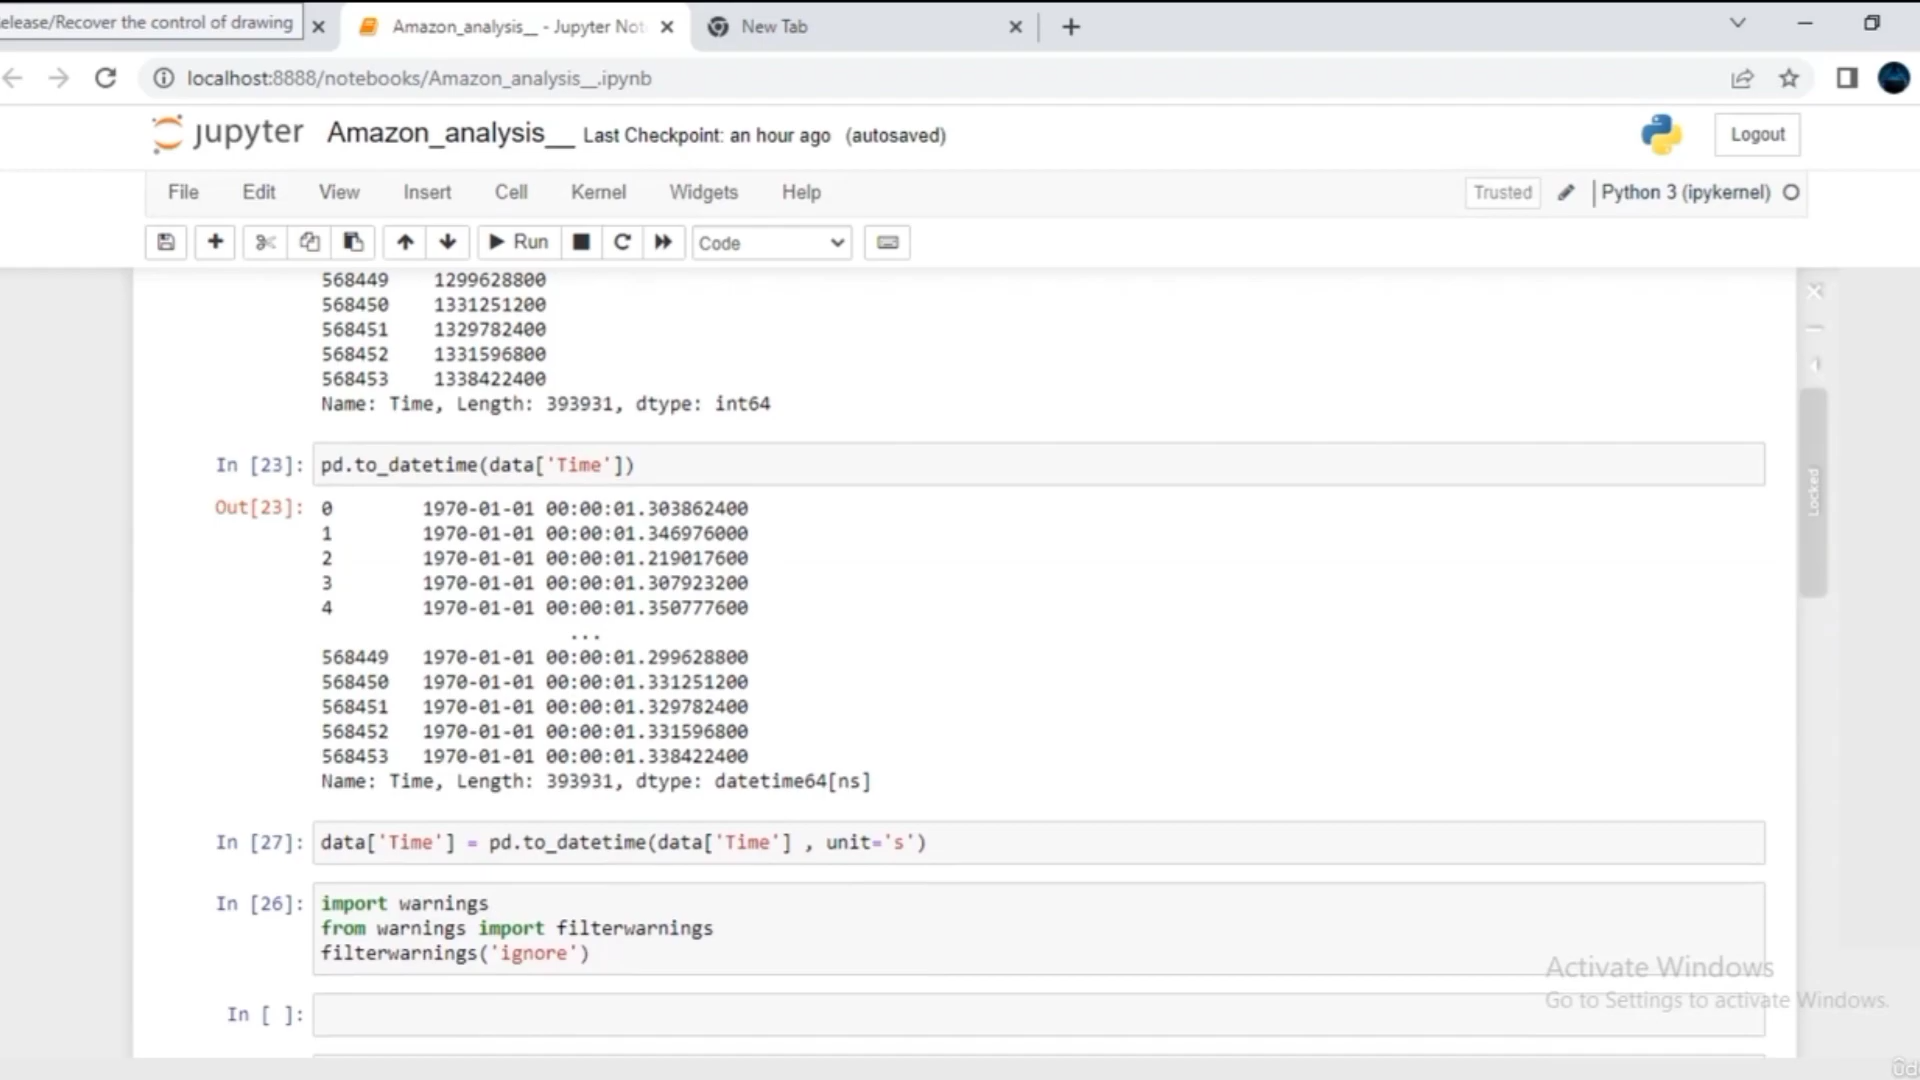 elease/Recover the control of drawing
Amazon_analysis__ - Jupyter Not
New Tab
localhost:8888/notebooks/Amazon_analysis__.ipynb
jupyter Amazon_analysis__ Last Checkpoint: an hour ago (autosaved)
Logout
File Edit View Insert Cell Kernel Widgets Help
Trusted
Python 3 (ipykernel)
Run
Code
568449 1299628800
568450 1331251200
568451 1329782400
568452 1331596800
568453 1338422400
Name: Time, Length: 393931, dtype: int64
In [23]: pd.to_datetime(data['Time'])
Out[23]: 0 1970-01-01 00:00:01.303862400
1 1970-01-01 00:00:01.346976000
2 1970-01-01 00:00:01.219017600
3 1970-01-01 00:00:01.307923200
4 1970-01-01 00:00:01.350777600
...
568449 1970-01-01 00:00:01.299628800
568450 1970-01-01 00:00:01.331251200
568451 1970-01-01 00:00:01.329782400
568452 1970-01-01 00:00:01.331596800
568453 1970-01-01 00:00:01.338422400
Name: Time, Length: 393931, dtype: datetime64[ns]
In [27]: data['Time'] = pd.to_datetime(data['Time'] , unit='s')
In [26]: import warnings
from warnings import filterwarnings
filterwarnings('ignore')
In [ ]:
Locked
Activate Windows
Go to Settings to activate Windows.